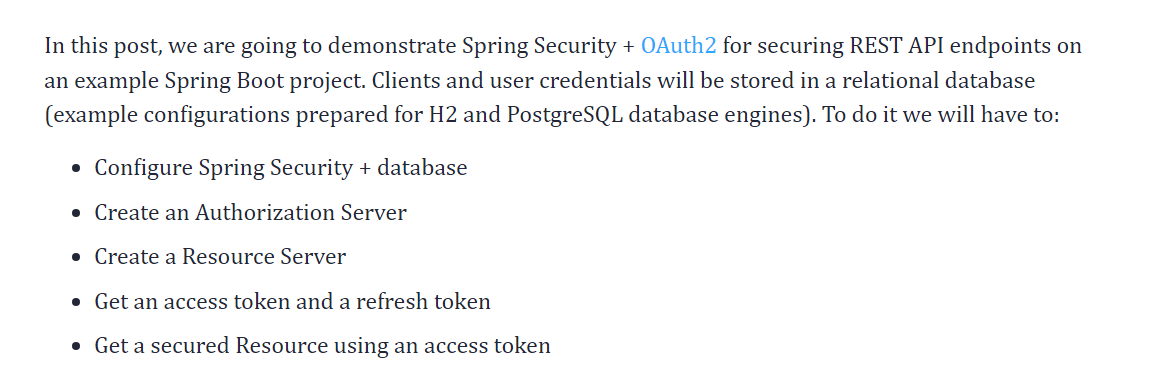 In this post, we are going to demonstrate Spring Security + OAuth2 for securing REST API endpoints on
an example Spring Boot project. Clients and user credentials will be stored in a relational database
(example configurations prepared for H2 and PostgreSQL database engines). To do it we will have to:
• Configure Spring Security + database
• Create an Authorization Server
• Create a Resource Server
• Get an access token and a refresh token
• Get a secured Resource using an access token